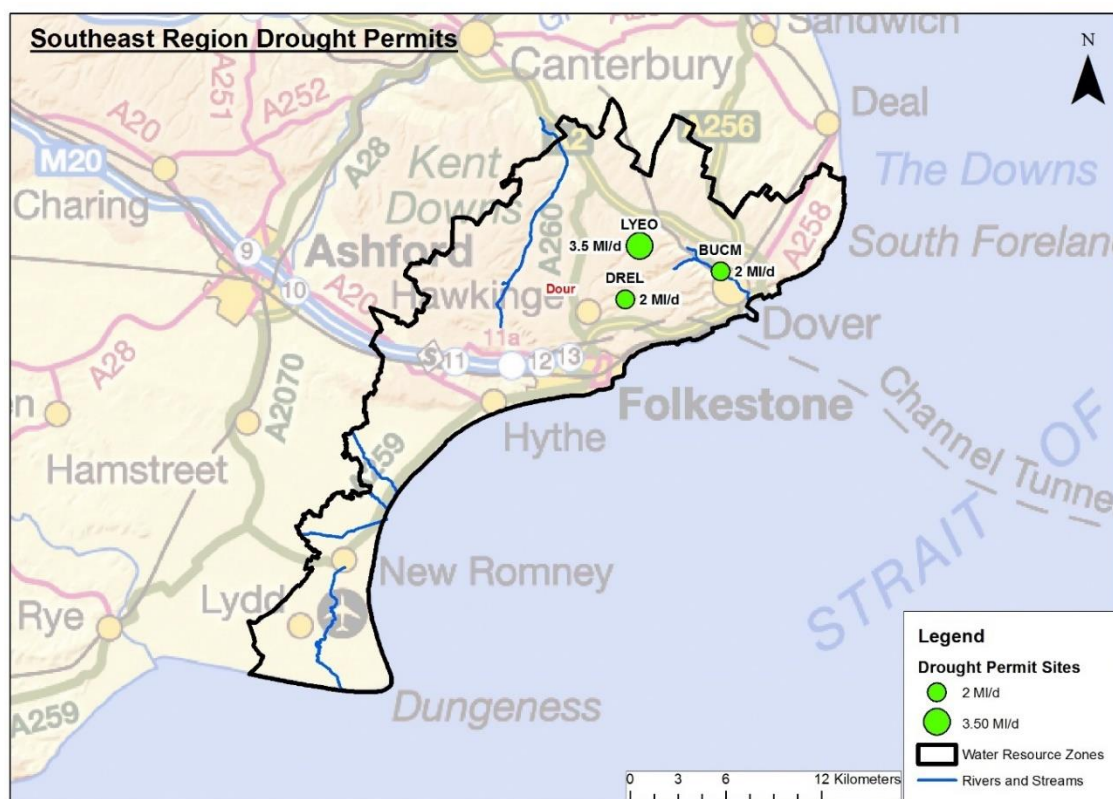 Southeast Region Drought Permits
N
Sandwich
Canterbury
A251
A252
A20
A28
A256
Deal
M20
Kent
Downs
The Downs
Charing
A260
LYEO
3.5 Ml/d
BUCM
2 Ml/d
A258
South Forelan
9
Ashford
10
A20
Hawkinge
Dour
DREL
2 Ml/d
Dover
11a
S
11
12
13
A28
A2070
Folkestone
Channel Tunne
Hythe
Hamstreet
A259
STRAIT OF
New Romney
Lydd
Rye
Dungeness
A259
Legend
Drought Permit Sites
2 Ml/d
3.50 Ml/d
Water Resource Zones
Rivers and Streams
0 3 6 12 Kilometers